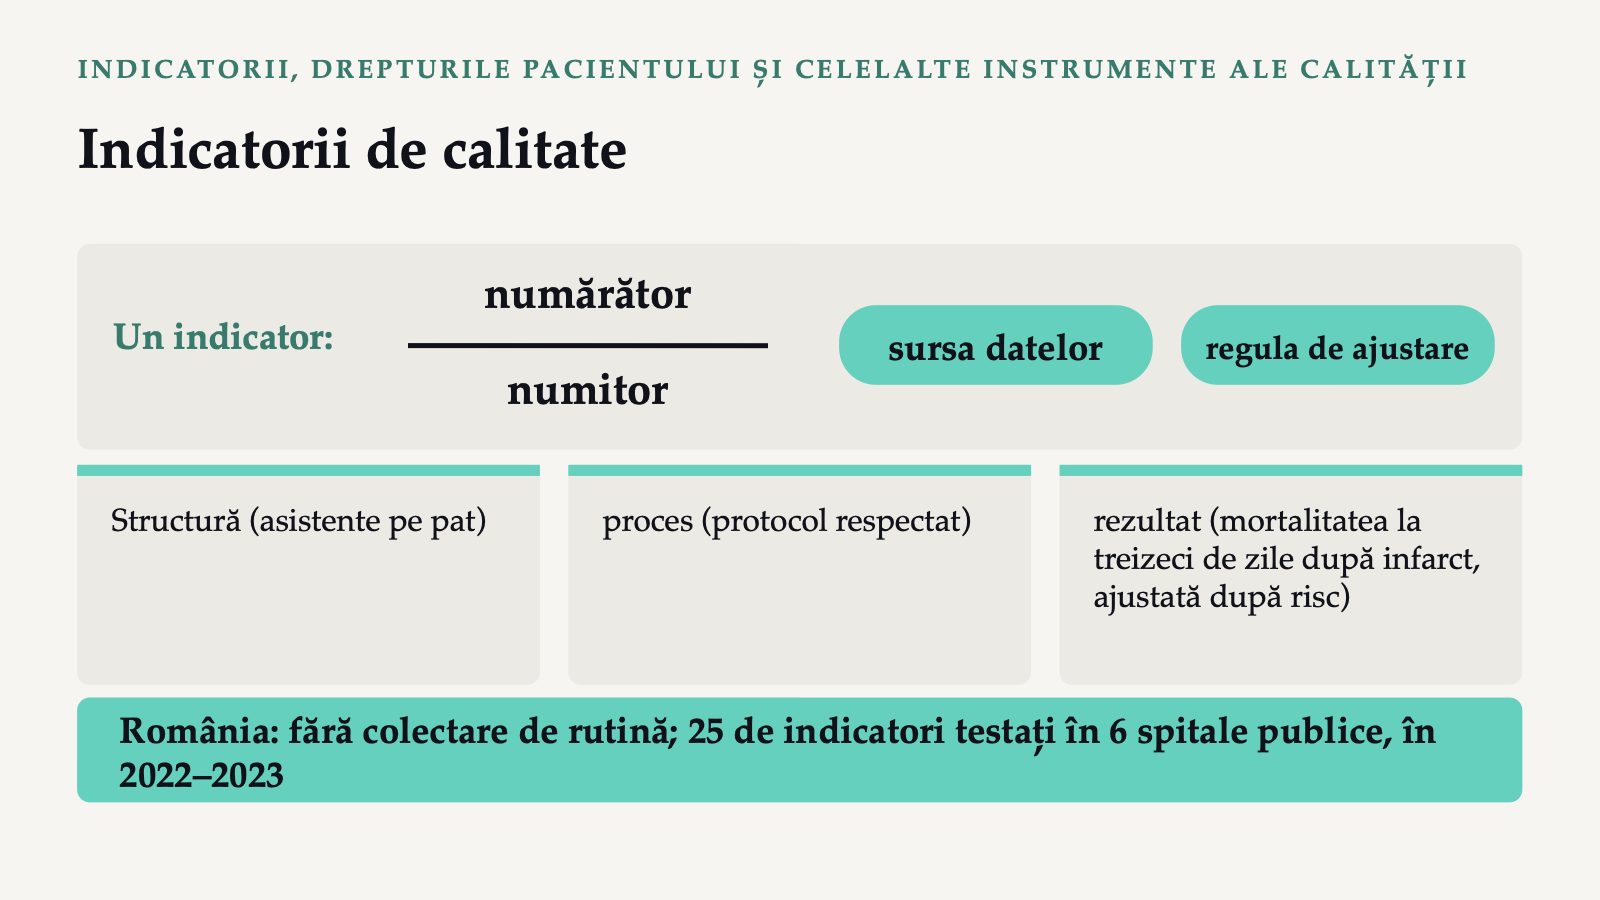 INDICATORII, DREPTURILE PACIENTULUI ȘI CELELALTE INSTRUMENTE ALE CALITĂȚII
Indicatorii de calitate
Un indicator:
numărător
numitor
sursa datelor
regula de ajustare
Structură (asistente pe pat)
proces (protocol respectat)
rezultat (mortalitatea la
treizeci de zile după infarct,
ajustată după risc)
România: fără colectare de rutină; 25 de indicatori testați în 6 spitale publice, în
2022–2023